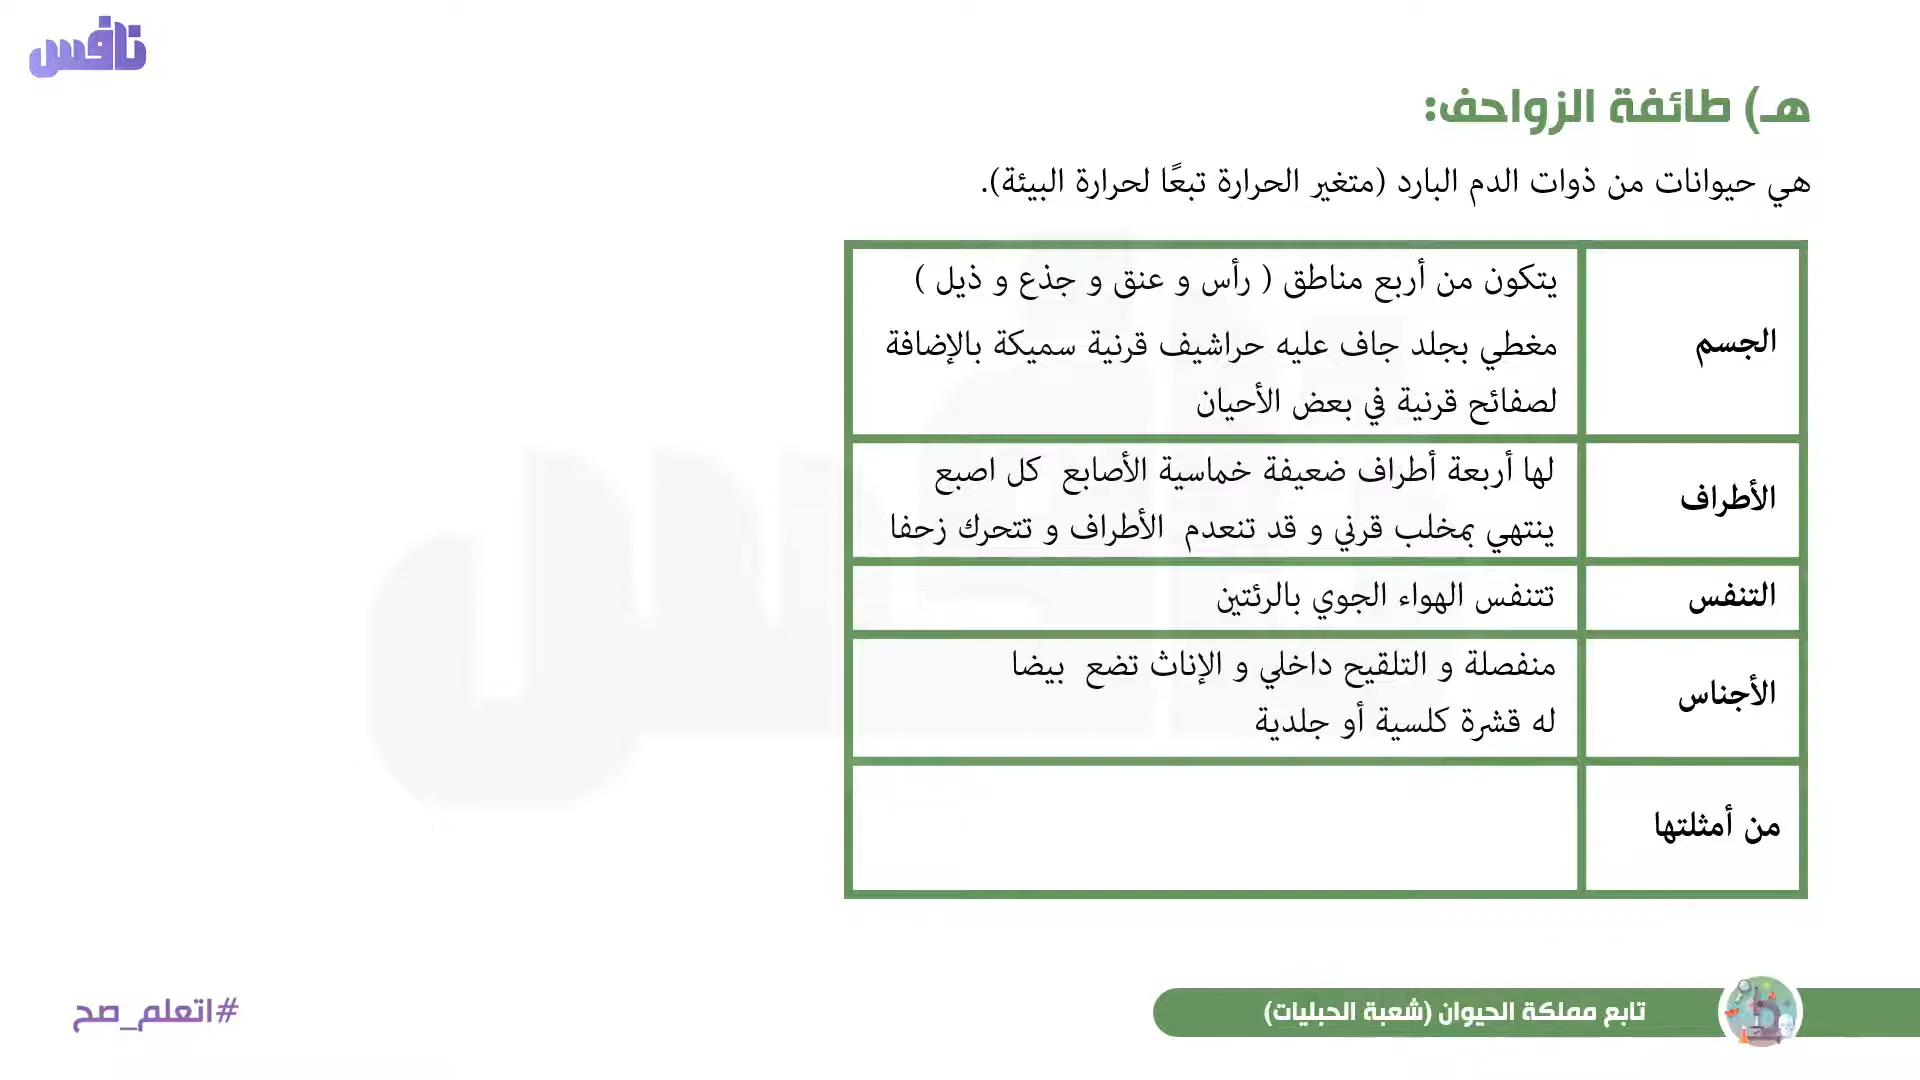 نافس
هـ) طائفة الزواحف:
هي حيوانات من ذوات الدم البارد (متغير الحرارة تبعًا لحرارة البيئة).
الجسم
يتكون من أربع مناطق ( رأس و عنق و جذع و ذيل )
مغطي بجلد جاف عليه حراشيف قرنية سميكة بالإضافة
لصفائح قرنية في بعض الأحيان
الأطراف
لها أربعة أطراف ضعيفة خماسية الأصابع كل اصبع
ينتهي بمخلب قرني و قد تنعدم الأطراف و تتحرك زحفا
التنفس
تتنفس الهواء الجوي بالرئتين
الأجناس
منفصلة و التلقيح داخلي و الإناث تضع بيضا
له قشرة كلسية أو جلدية
من أمثلتها
تابع مملكة الحيوان (شعبة الحبليات)
#اتعلم_صح